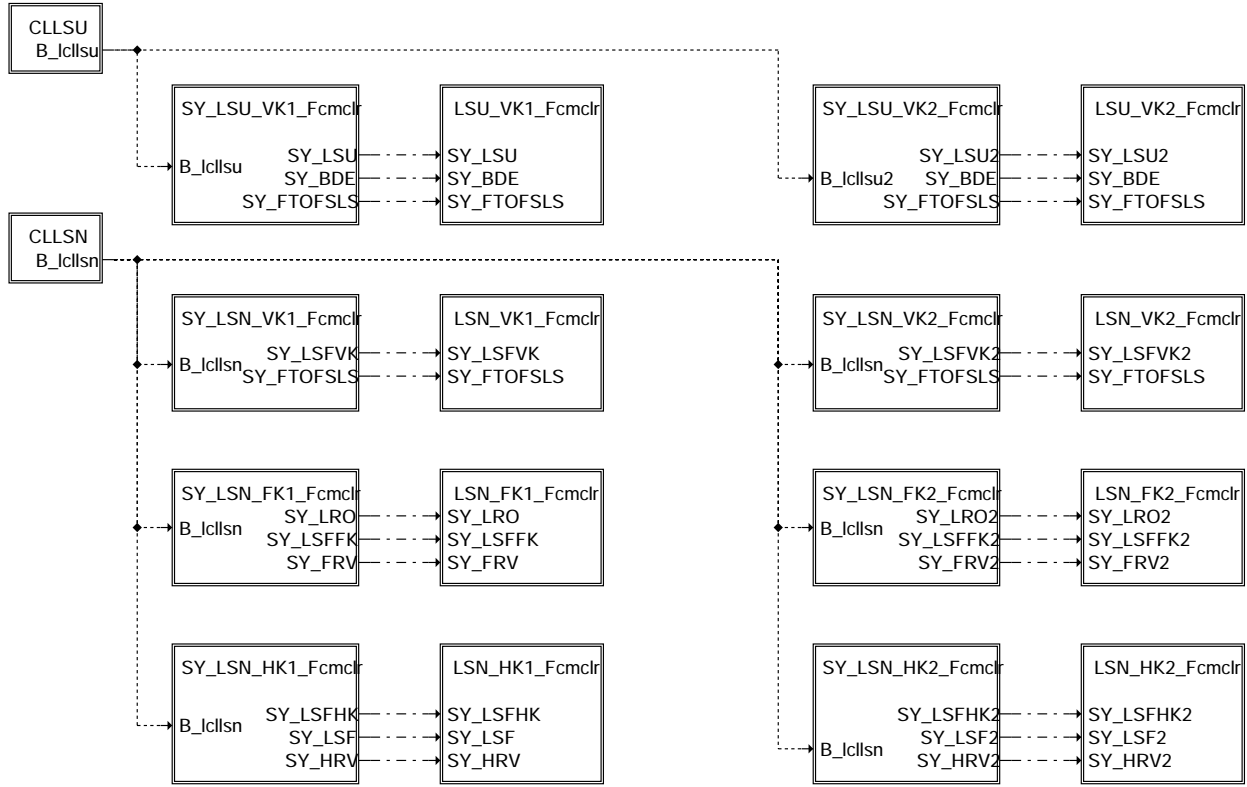 CLLSU
B_lcllsu
SY_LSU_VK1_Fcmclr
B_lcllsu
SY_LSU
SY_BDE
SY_FTOFSLS
LSU_VK1_Fcmclr
SY_LSU
SY_BDE
SY_FTOFSLS
SY_LSU_VK2_Fcmclr
B_lcllsu2
SY_LSU2
SY_BDE
SY_FTOFSLS
LSU_VK2_Fcmclr
SY_LSU2
SY_BDE
SY_FTOFSLS
CLLSN
B_lcllsn
SY_LSN_VK1_Fcmclr
B_lcllsn
SY_LSFVK
SY_FTOFSLS
LSN_VK1_Fcmclr
SY_LSFVK
SY_FTOFSLS
SY_LSN_VK2_Fcmclr
B_lcllsn
SY_LSFVK2
SY_FTOFSLS
LSN_VK2_Fcmclr
SY_LSFVK2
SY_FTOFSLS
SY_LSN_FK1_Fcmclr
B_lcllsn
SY_LRO
SY_LSFFK
SY_FRV
LSN_FK1_Fcmclr
SY_LRO
SY_LSFFK
SY_FRV
SY_LSN_FK2_Fcmclr
B_lcllsn
SY_LRO2
SY_LSFFK2
SY_FRV2
LSN_FK2_Fcmclr
SY_LRO2
SY_LSFFK2
SY_FRV2
SY_LSN_HK1_Fcmclr
B_lcllsn
SY_LSFHK
SY_LSF
SY_HRV
LSN_HK1_Fcmclr
SY_LSFHK
SY_LSF
SY_HRV
SY_LSN_HK2_Fcmclr
B_lcllsn
SY_LSFHK2
SY_LSF2
SY_HRV2
LSN_HK2_Fcmclr
SY_LSFHK2
SY_LSF2
SY_HRV2